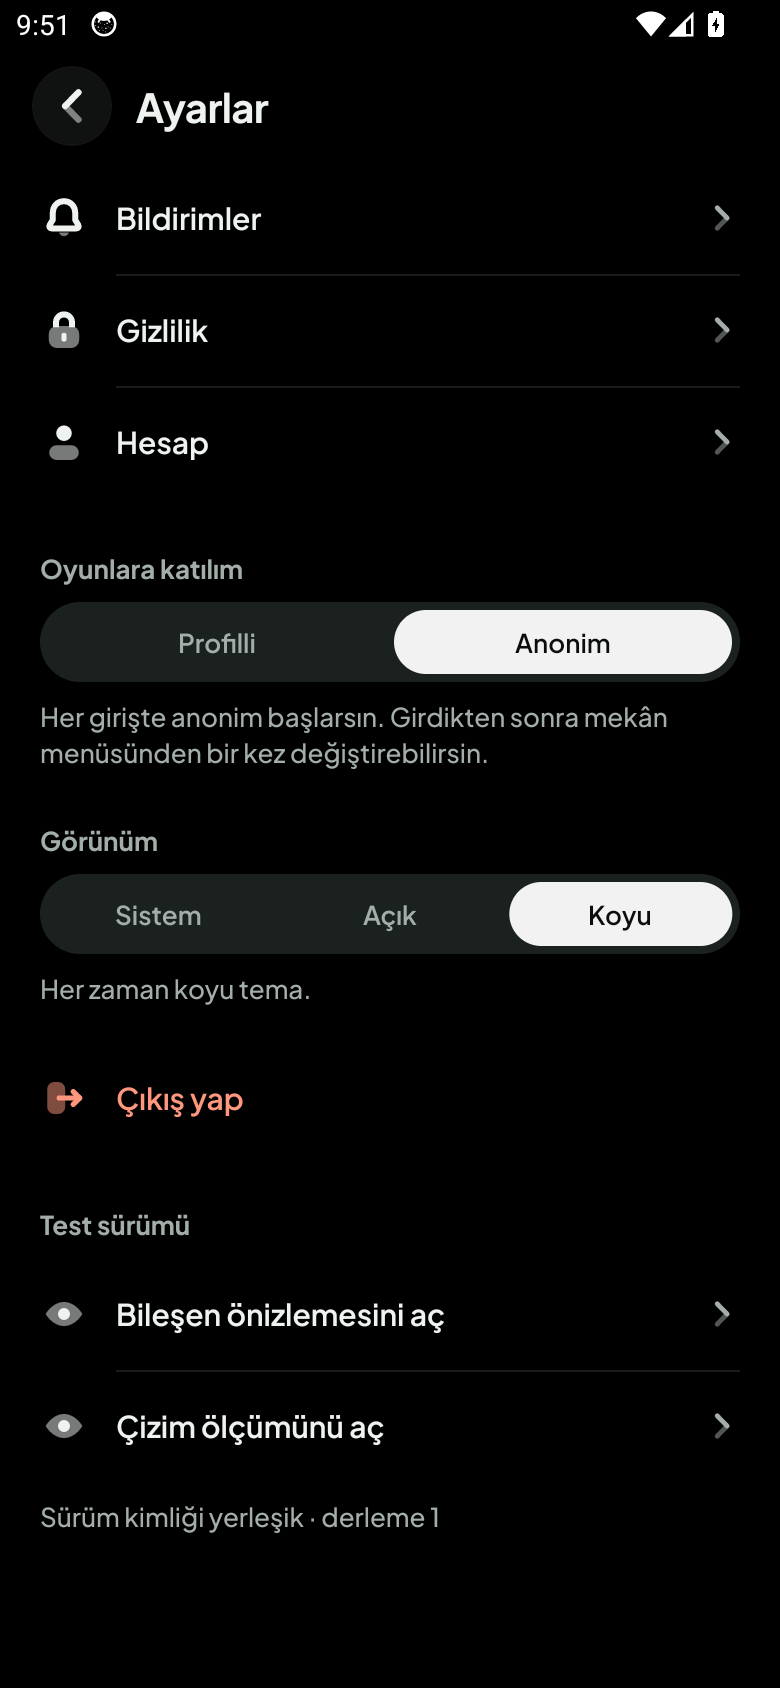 9:51
Ayarlar
Bildirimler
Gizlilik
Hesap
Oyunlara katılım
Profilli
Anonim
Her girişte anonim başlarsın. Girdikten sonra mekân
menüsünden bir kez değiştirebilirsin.
Görünüm
Sistem
Açık
Koyu
Her zaman koyu tema.
Çıkış yap
Test sürümü
Bileşen önizlemesini aç
Çizim ölçümünü aç
Sürüm kimliği yerleşik · derleme 1